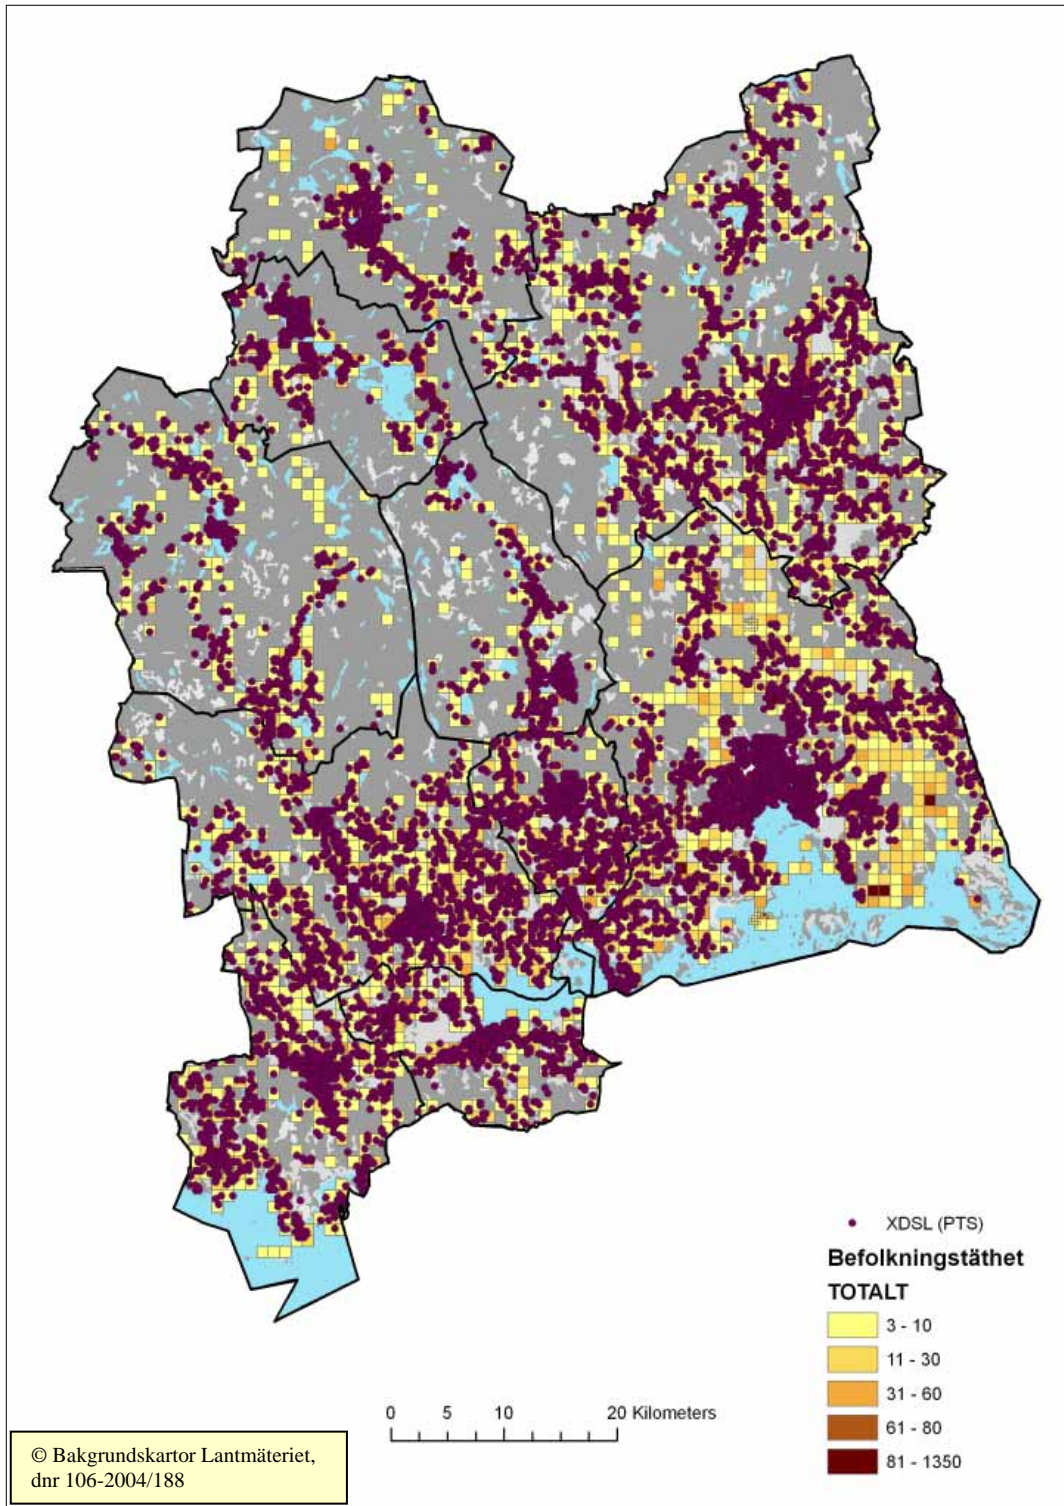 XDSL (PTS)
Befolkningstäthet
TOTALT
3 - 10
11 - 30
31 - 60
61 - 80
81 - 1350
0 5 10 20 Kilometers
© Bakgrundskartor Lantmäteriet,
dnr 106-2004/188